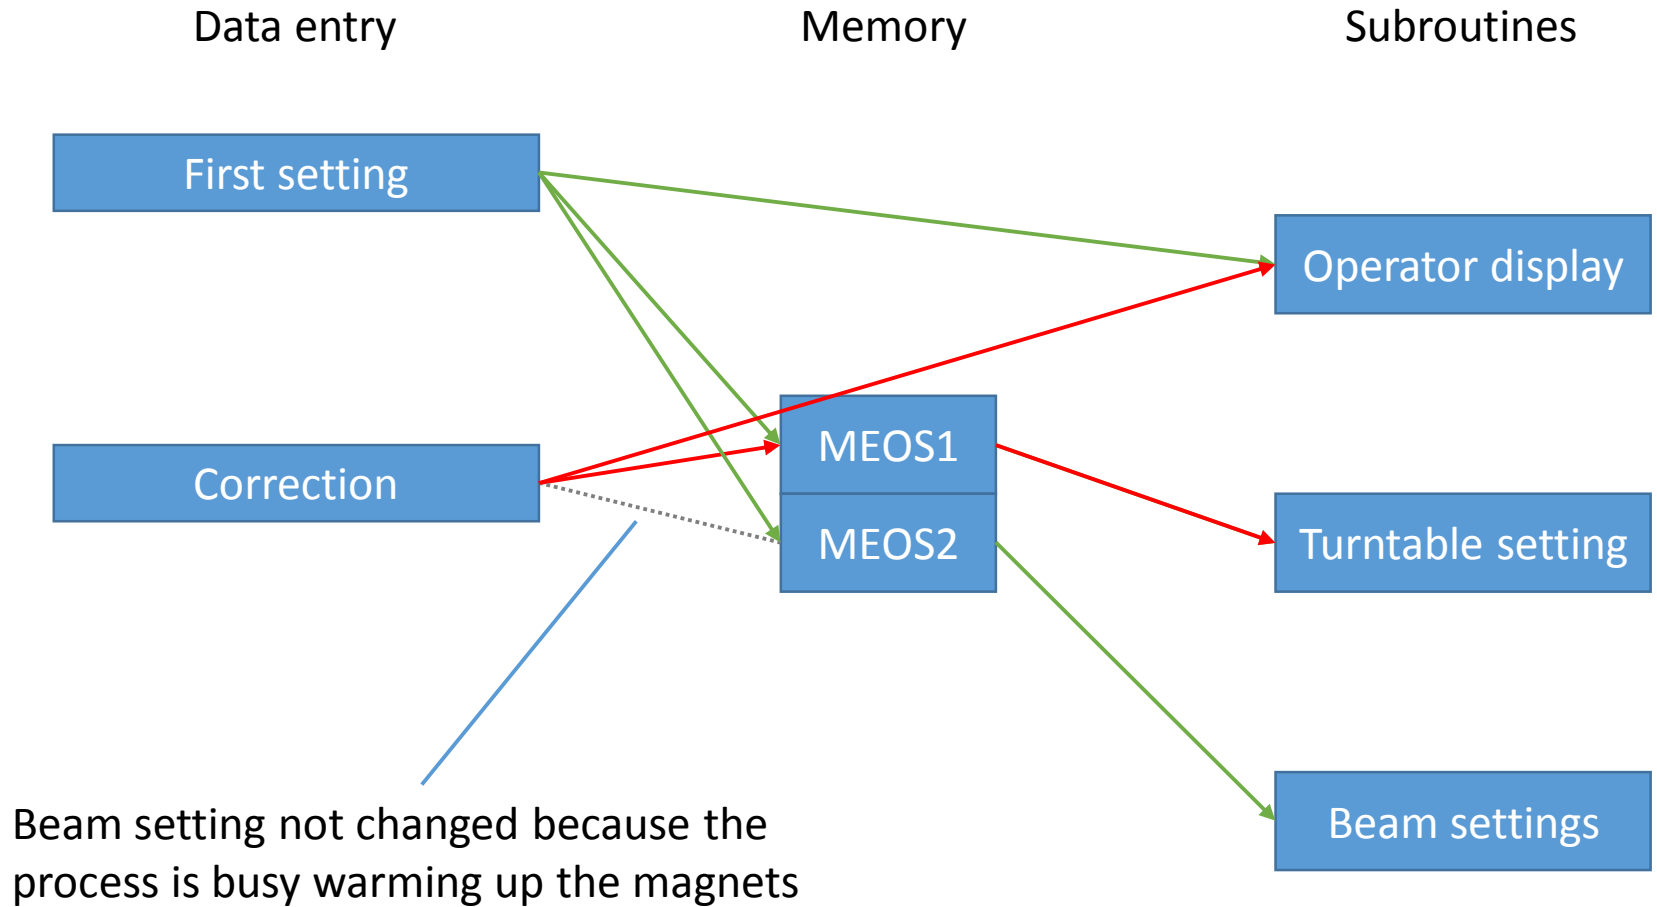 Data entry
Memory
Subroutines
First setting
Operator display
Correction
MEOS1
MEOS2
Turntable setting
Beam settings
Beam setting not changed because the
process is busy warming up the magnets